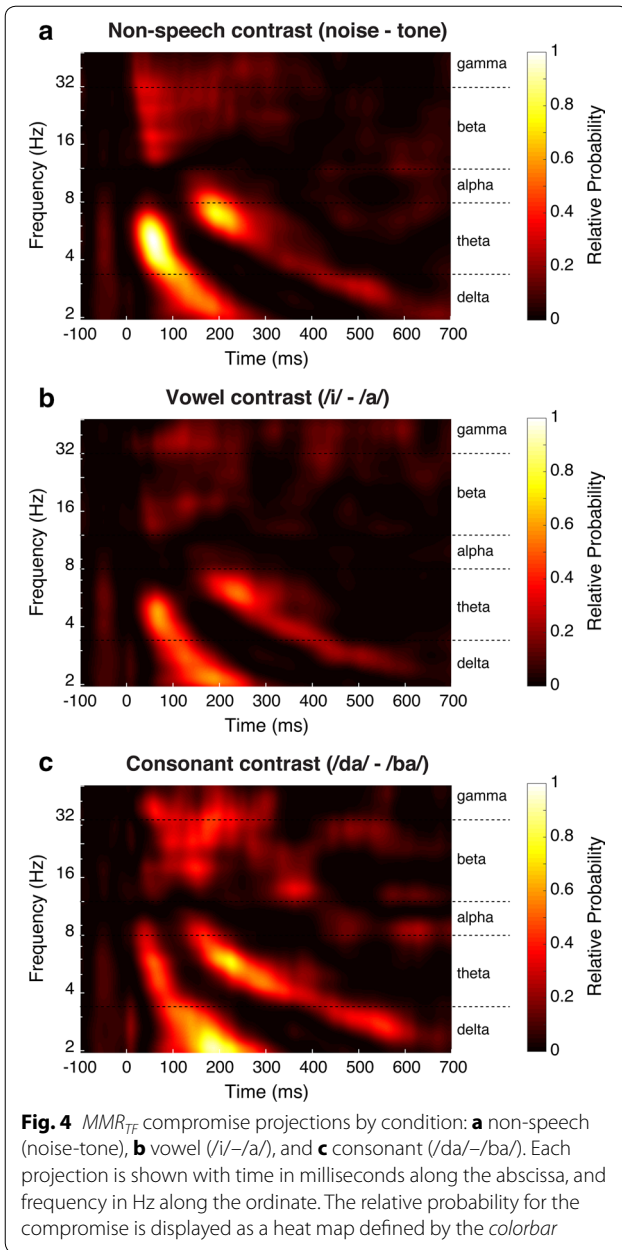 a Non-speech contrast (noise - tone)
Frequency (Hz)
32
16
8
4
2
gamma
beta
alpha
theta
delta
-100 0 100 200 300 400 500 600 700
Time (ms)
1
0.8
0.6
0.4
0.2
0
Relative Probability
b Vowel contrast (/i/ - /a/)
Frequency (Hz)
32
16
8
4
2
gamma
beta
alpha
theta
delta
-100 0 100 200 300 400 500 600 700
Time (ms)
1
0.8
0.6
0.4
0.2
0
Relative Probability
c Consonant contrast (/da/ - /ba/)
Frequency (Hz)
32
16
8
4
2
gamma
beta
alpha
theta
delta
-100 0 100 200 300 400 500 600 700
Time (ms)
1
0.8
0.6
0.4
0.2
0
Relative Probability
Fig. 4 MMR_TF compromise projections by condition: a non-speech
(noise-tone), b vowel (/i/–/a/), and c consonant (/da/–/ba/). Each
projection is shown with time in milliseconds along the abscissa, and
frequency in Hz along the ordinate. The relative probability for the
compromise is displayed as a heat map defined by the colorbar